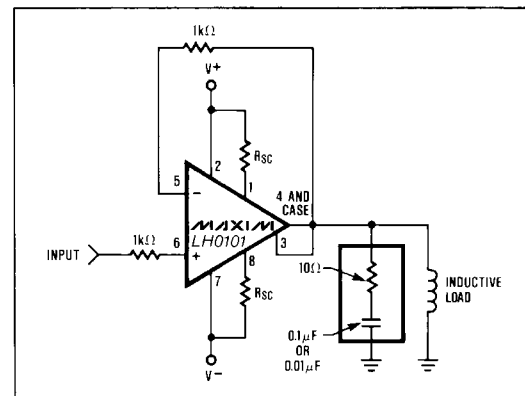 1kΩ
V+
RSC
2
1
5
−
4 AND
CASE
MAXIM
LH0101
3
INPUT
1kΩ
6
+
8
7
RSC
V−
10Ω
INDUCTIVE
LOAD
0.1μF
OR
0.01μF